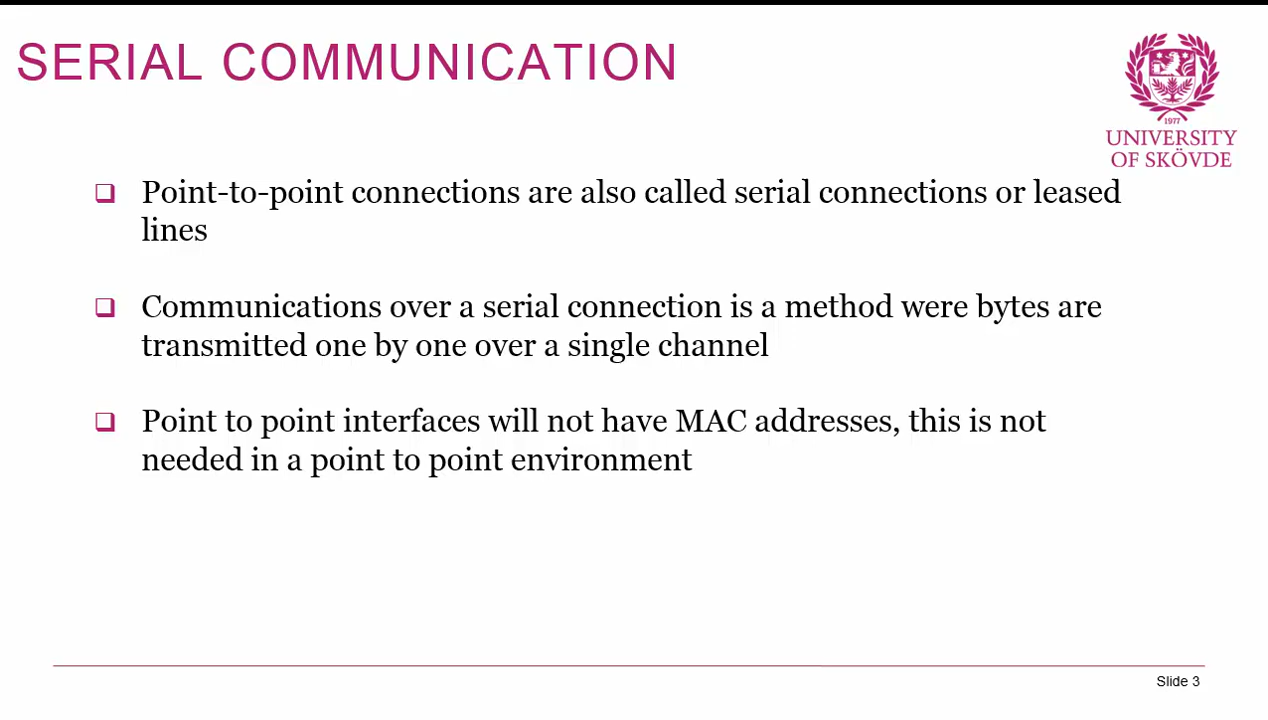 SERIAL COMMUNICATION
1977
UNIVERSITY
OF SKÖVDE
Point-to-point connections are also called serial connections or leased
lines
Communications over a serial connection is a method were bytes are
transmitted one by one over a single channel
Point to point interfaces will not have MAC addresses, this is not
needed in a point to point environment
Slide 3